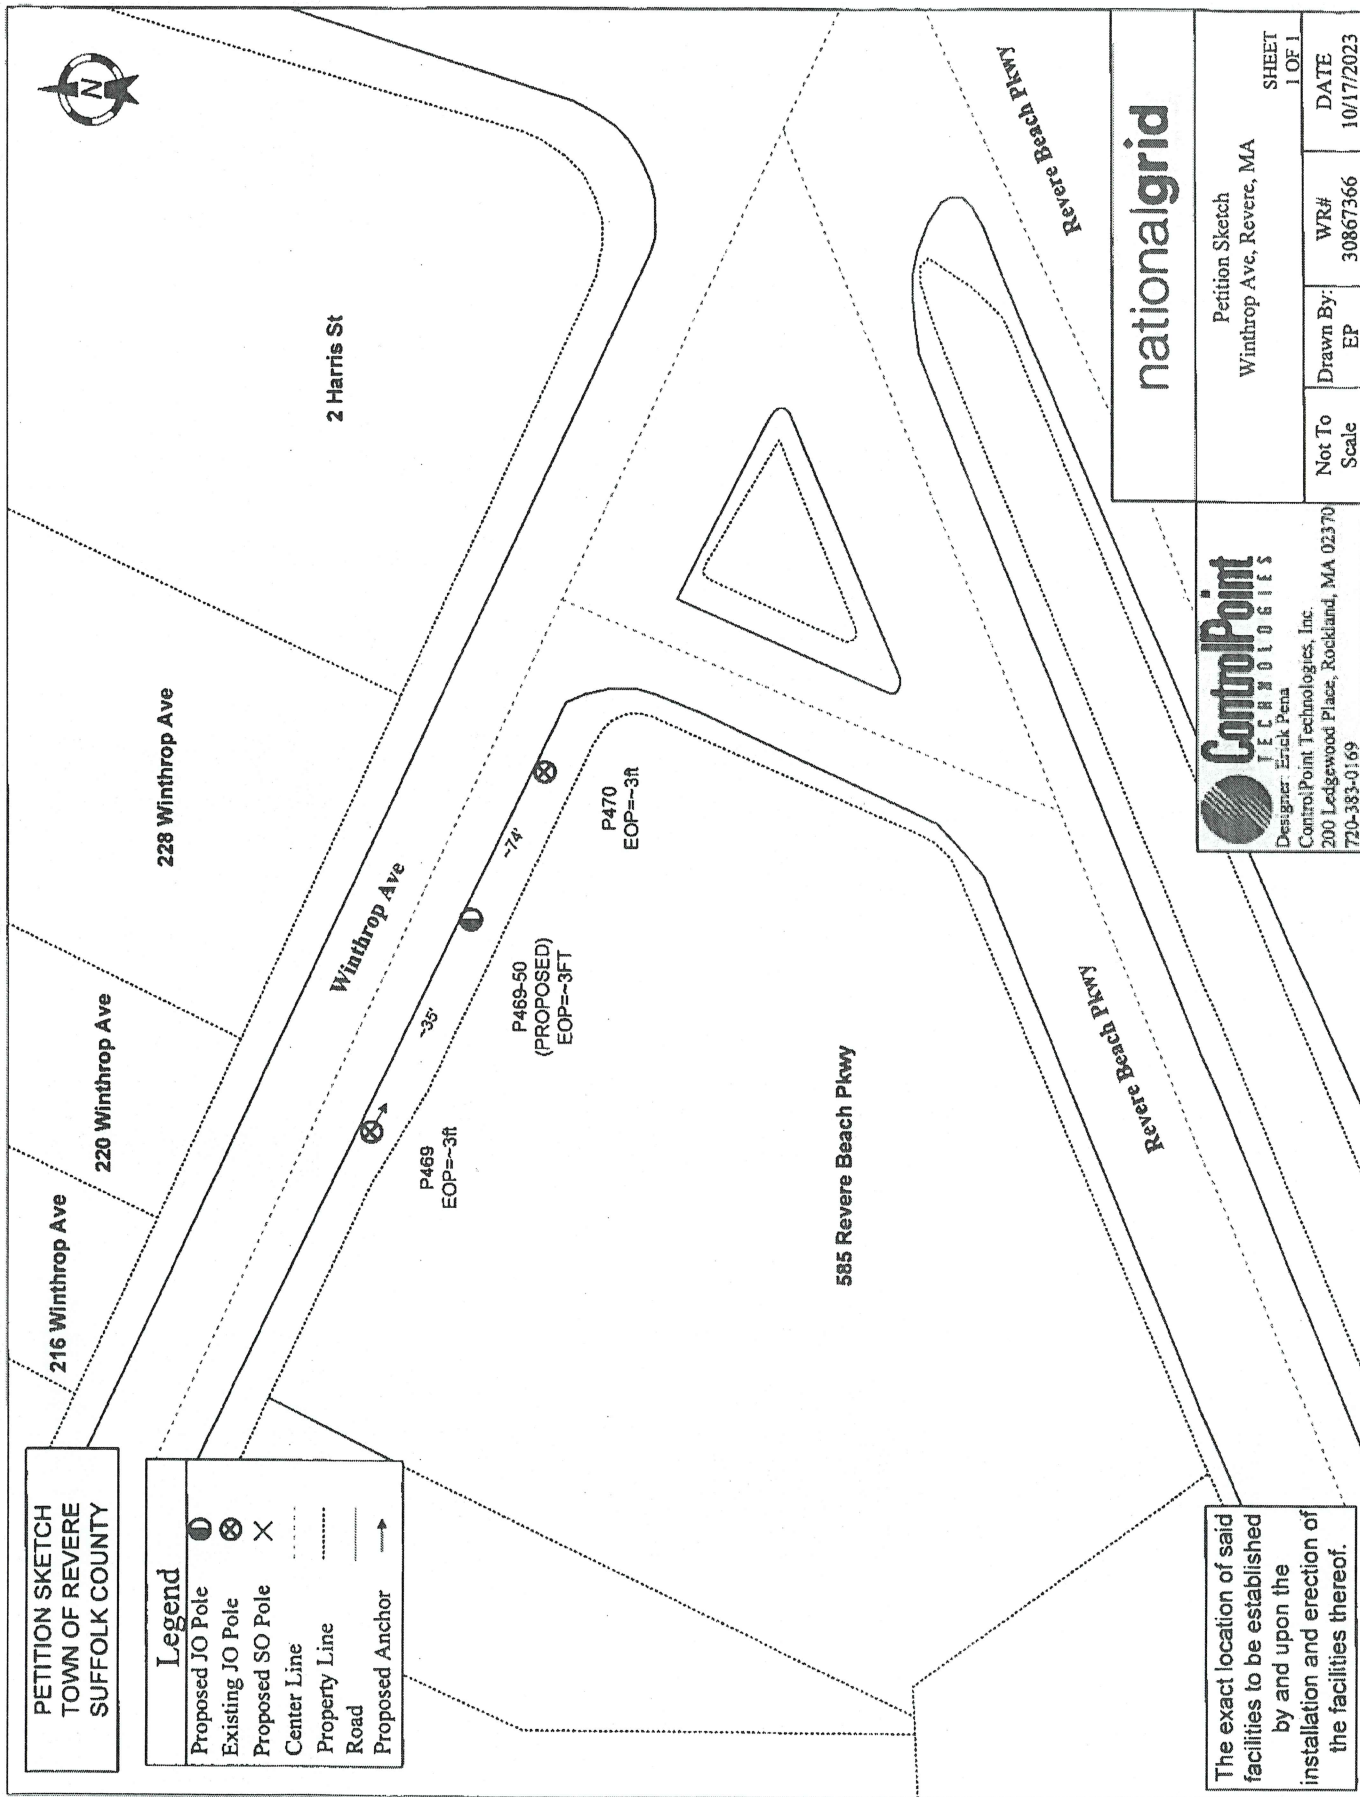 PETITION SKETCH
TOWN OF REVERE
SUFFOLK COUNTY
Legend
Proposed JO Pole
Existing JO Pole
Proposed SO Pole
Center Line
Property Line
Road
Proposed Anchor
216 Winthrop Ave
220 Winthrop Ave
228 Winthrop Ave
2 Harris St
N
Winthrop Ave
~35'
~74'
P469
EOP=~3ft
P469-50
(PROPOSED)
EOP=~3FT
P470
EOP=~3ft
585 Revere Beach Pkwy
Revere Beach Pkwy
Revere Beach Pkwy
The exact location of said
facilities to be established
by and upon the
installation and erection of
the facilities thereof.
ControlPoint
TECHNOLOGIES
Designer: Erick Pena
ControlPoint Technologies, Inc.
200 Ledgewood Place, Rockland, MA 02370
720-383-0169
nationalgrid
Petition Sketch
Winthrop Ave, Revere, MA
SHEET
1 OF 1
Not To
Scale
Drawn By:
EP
WR#
30867366
DATE
10/17/2023